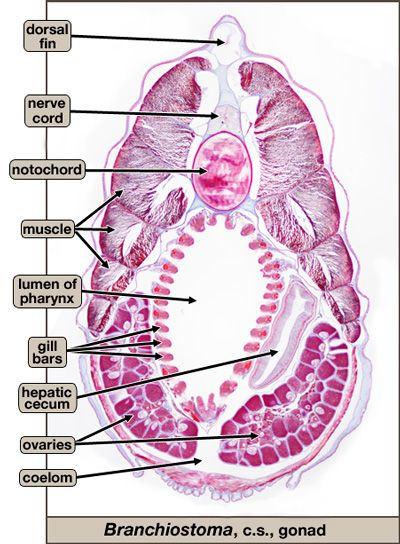 dorsal
fin
nerve
cord
notochord
muscle
lumen of
pharynx
gill
bars
hepatic
cecum
ovaries
coelom
Branchiostoma, c.s., gonad